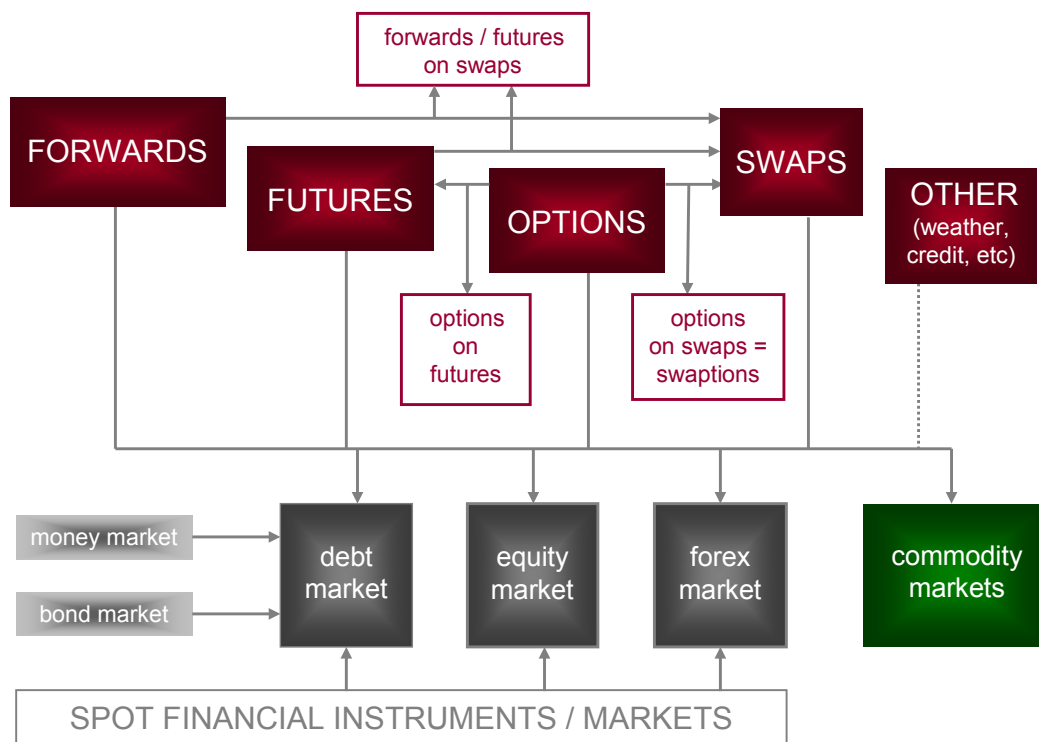 forwards / futures
on swaps
FORWARDS
FUTURES
OPTIONS
SWAPS
OTHER
(weather,
credit, etc)
options
on
futures
options
on swaps =
swaptions
money market
bond market
debt
market
equity
market
forex
market
commodity
markets
SPOT FINANCIAL INSTRUMENTS / MARKETS